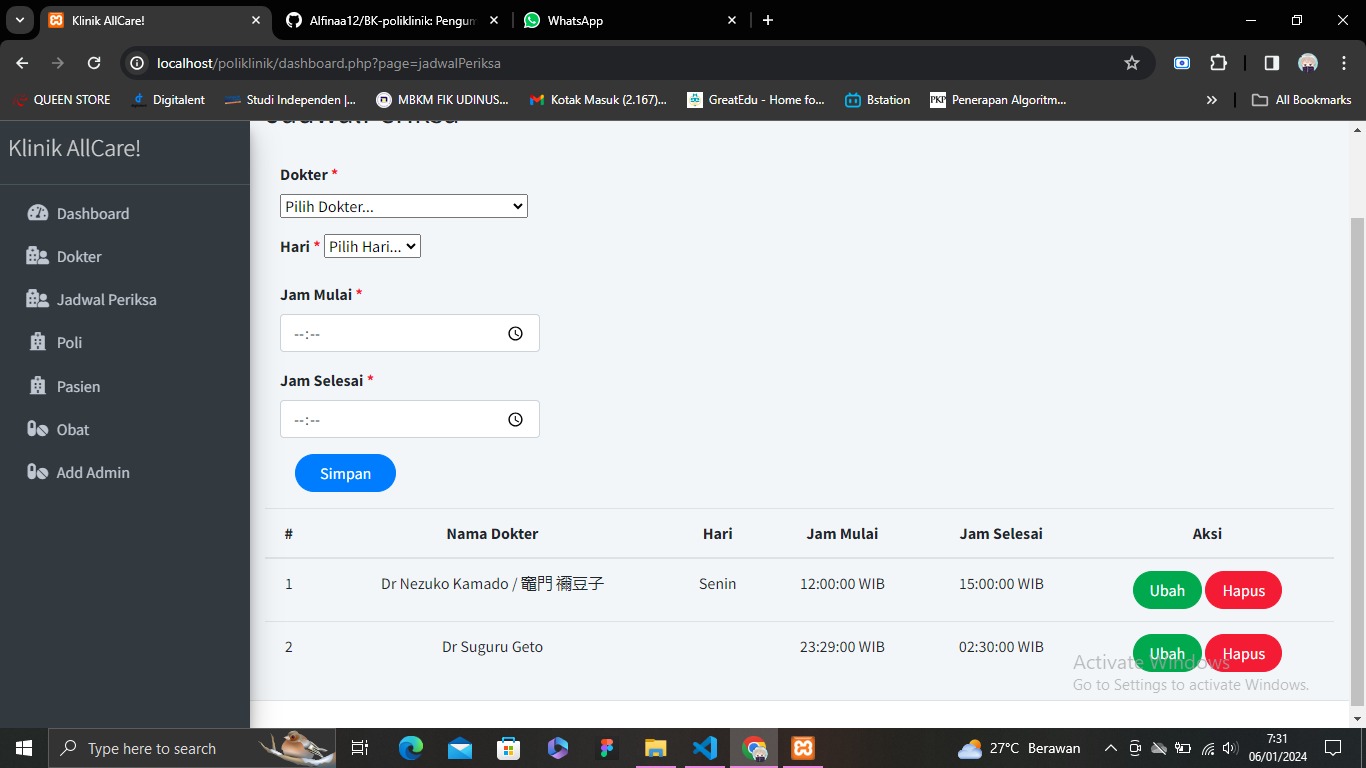 Klinik AllCare!
Alfinaa12/BK-poliklinik: Pengum
WhatsApp
localhost/poliklinik/dashboard.php?page=jadwalPeriksa
QUEEN STORE
Digitalent
Studi Independen |...
MBKM FIK UDINUS...
Kotak Masuk (2.167)...
GreatEdu - Home fo...
Bstation
PKP Penerapan Algoritm...
All Bookmarks
Klinik AllCare!
Dashboard
Dokter
Jadwal Periksa
Poli
Pasien
Obat
Add Admin
Dokter *
Pilih Dokter...
Hari * Pilih Hari...
Jam Mulai *
--:--
Jam Selesai *
--:--
Simpan
# Nama Dokter Hari Jam Mulai Jam Selesai Aksi
1 Dr Nezuko Kamado / 竈門 禰豆子 Senin 12:00:00 WIB 15:00:00 WIB Ubah Hapus
2 Dr Suguru Geto 23:29:00 WIB 02:30:00 WIB Ubah Hapus
Activate Windows
Go to Settings to activate Windows.
Type here to search
27°C Berawan
7:31
06/01/2024